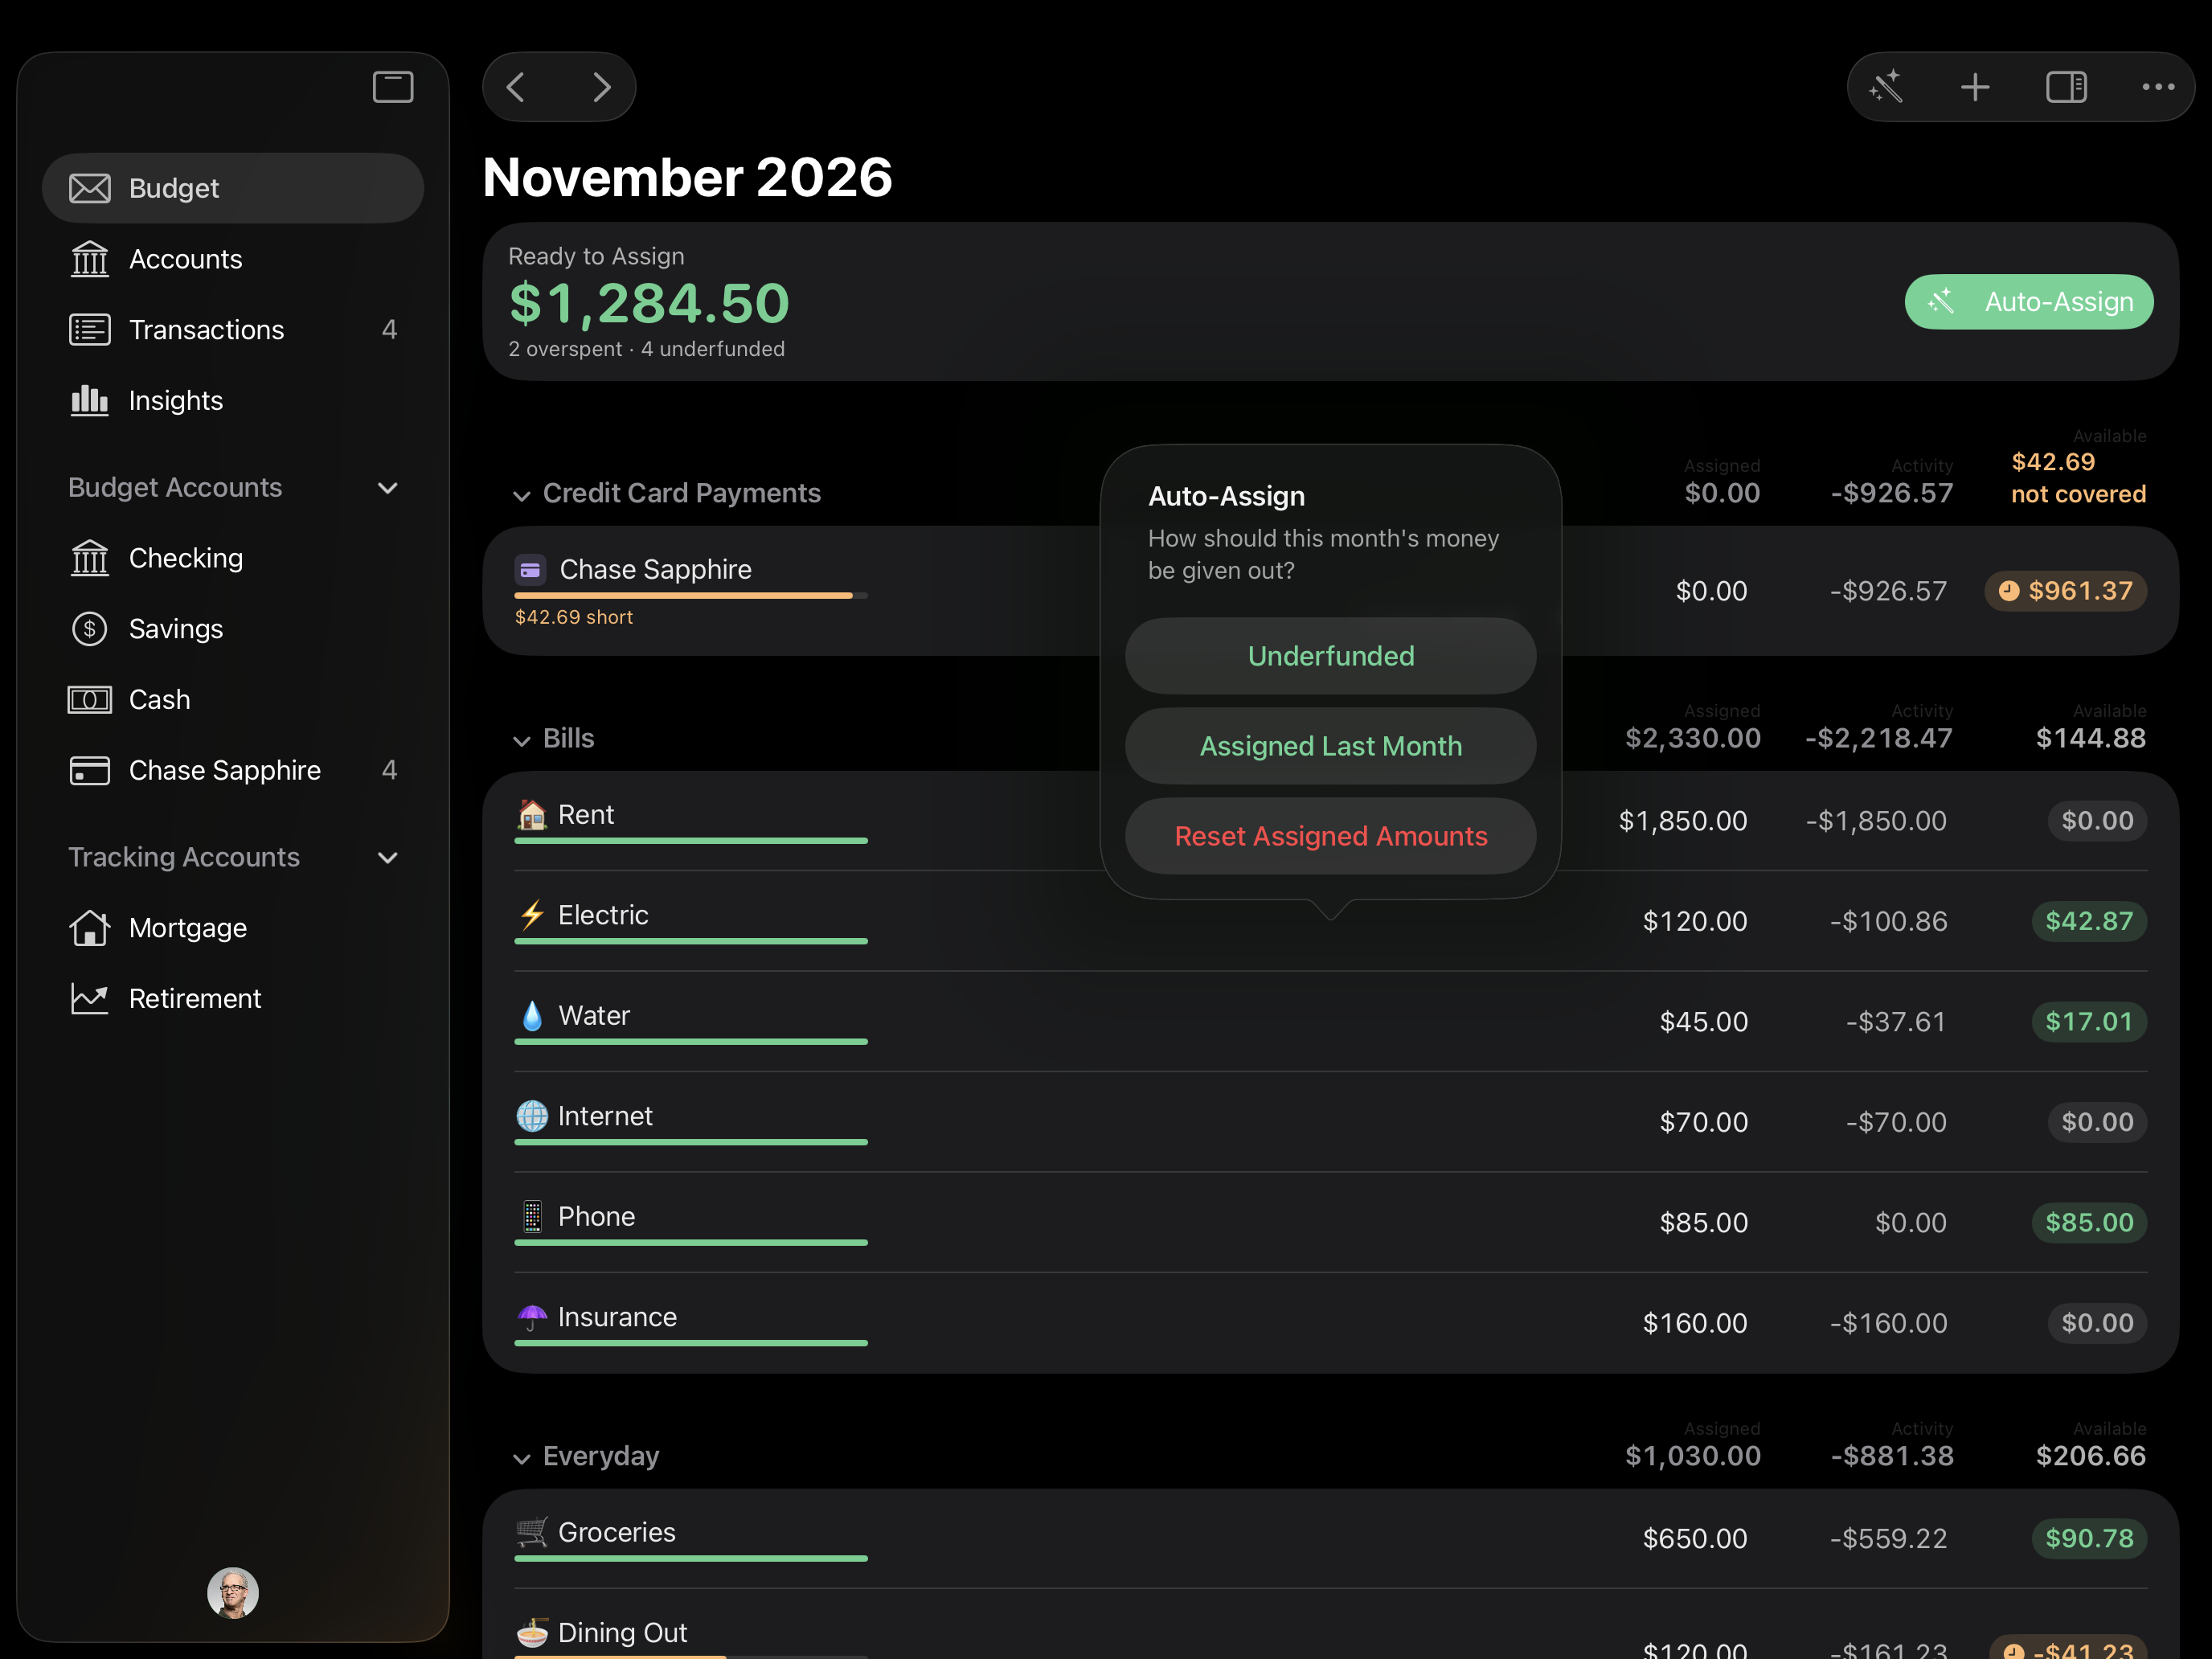 Budget
Accounts
Transactions 4
Insights
Budget Accounts
Checking
Savings
Cash
Chase Sapphire 4
Tracking Accounts
Mortgage
Retirement
November 2026
Ready to Assign
$1,284.50
2 overspent · 4 underfunded
Auto-Assign
Credit Card Payments
Assigned
$0.00
Activity
-$926.57
Available
$42.69
not covered
Chase Sapphire
$42.69 short
$0.00 -$926.57 $961.37
Auto-Assign
How should this month's money
be given out?
Underfunded
Assigned Last Month
Reset Assigned Amounts
Bills
Assigned Activity Available
$2,330.00 -$2,218.47 $144.88
Rent $1,850.00 -$1,850.00 $0.00
Electric $120.00 -$100.86 $42.87
Water $45.00 -$37.61 $17.01
Internet $70.00 -$70.00 $0.00
Phone $85.00 $0.00 $85.00
Insurance $160.00 -$160.00 $0.00
Everyday
Assigned Activity Available
$1,030.00 -$881.38 $206.66
Groceries $650.00 -$559.22 $90.78
Dining Out $120.00 -$161.23 -$41.23